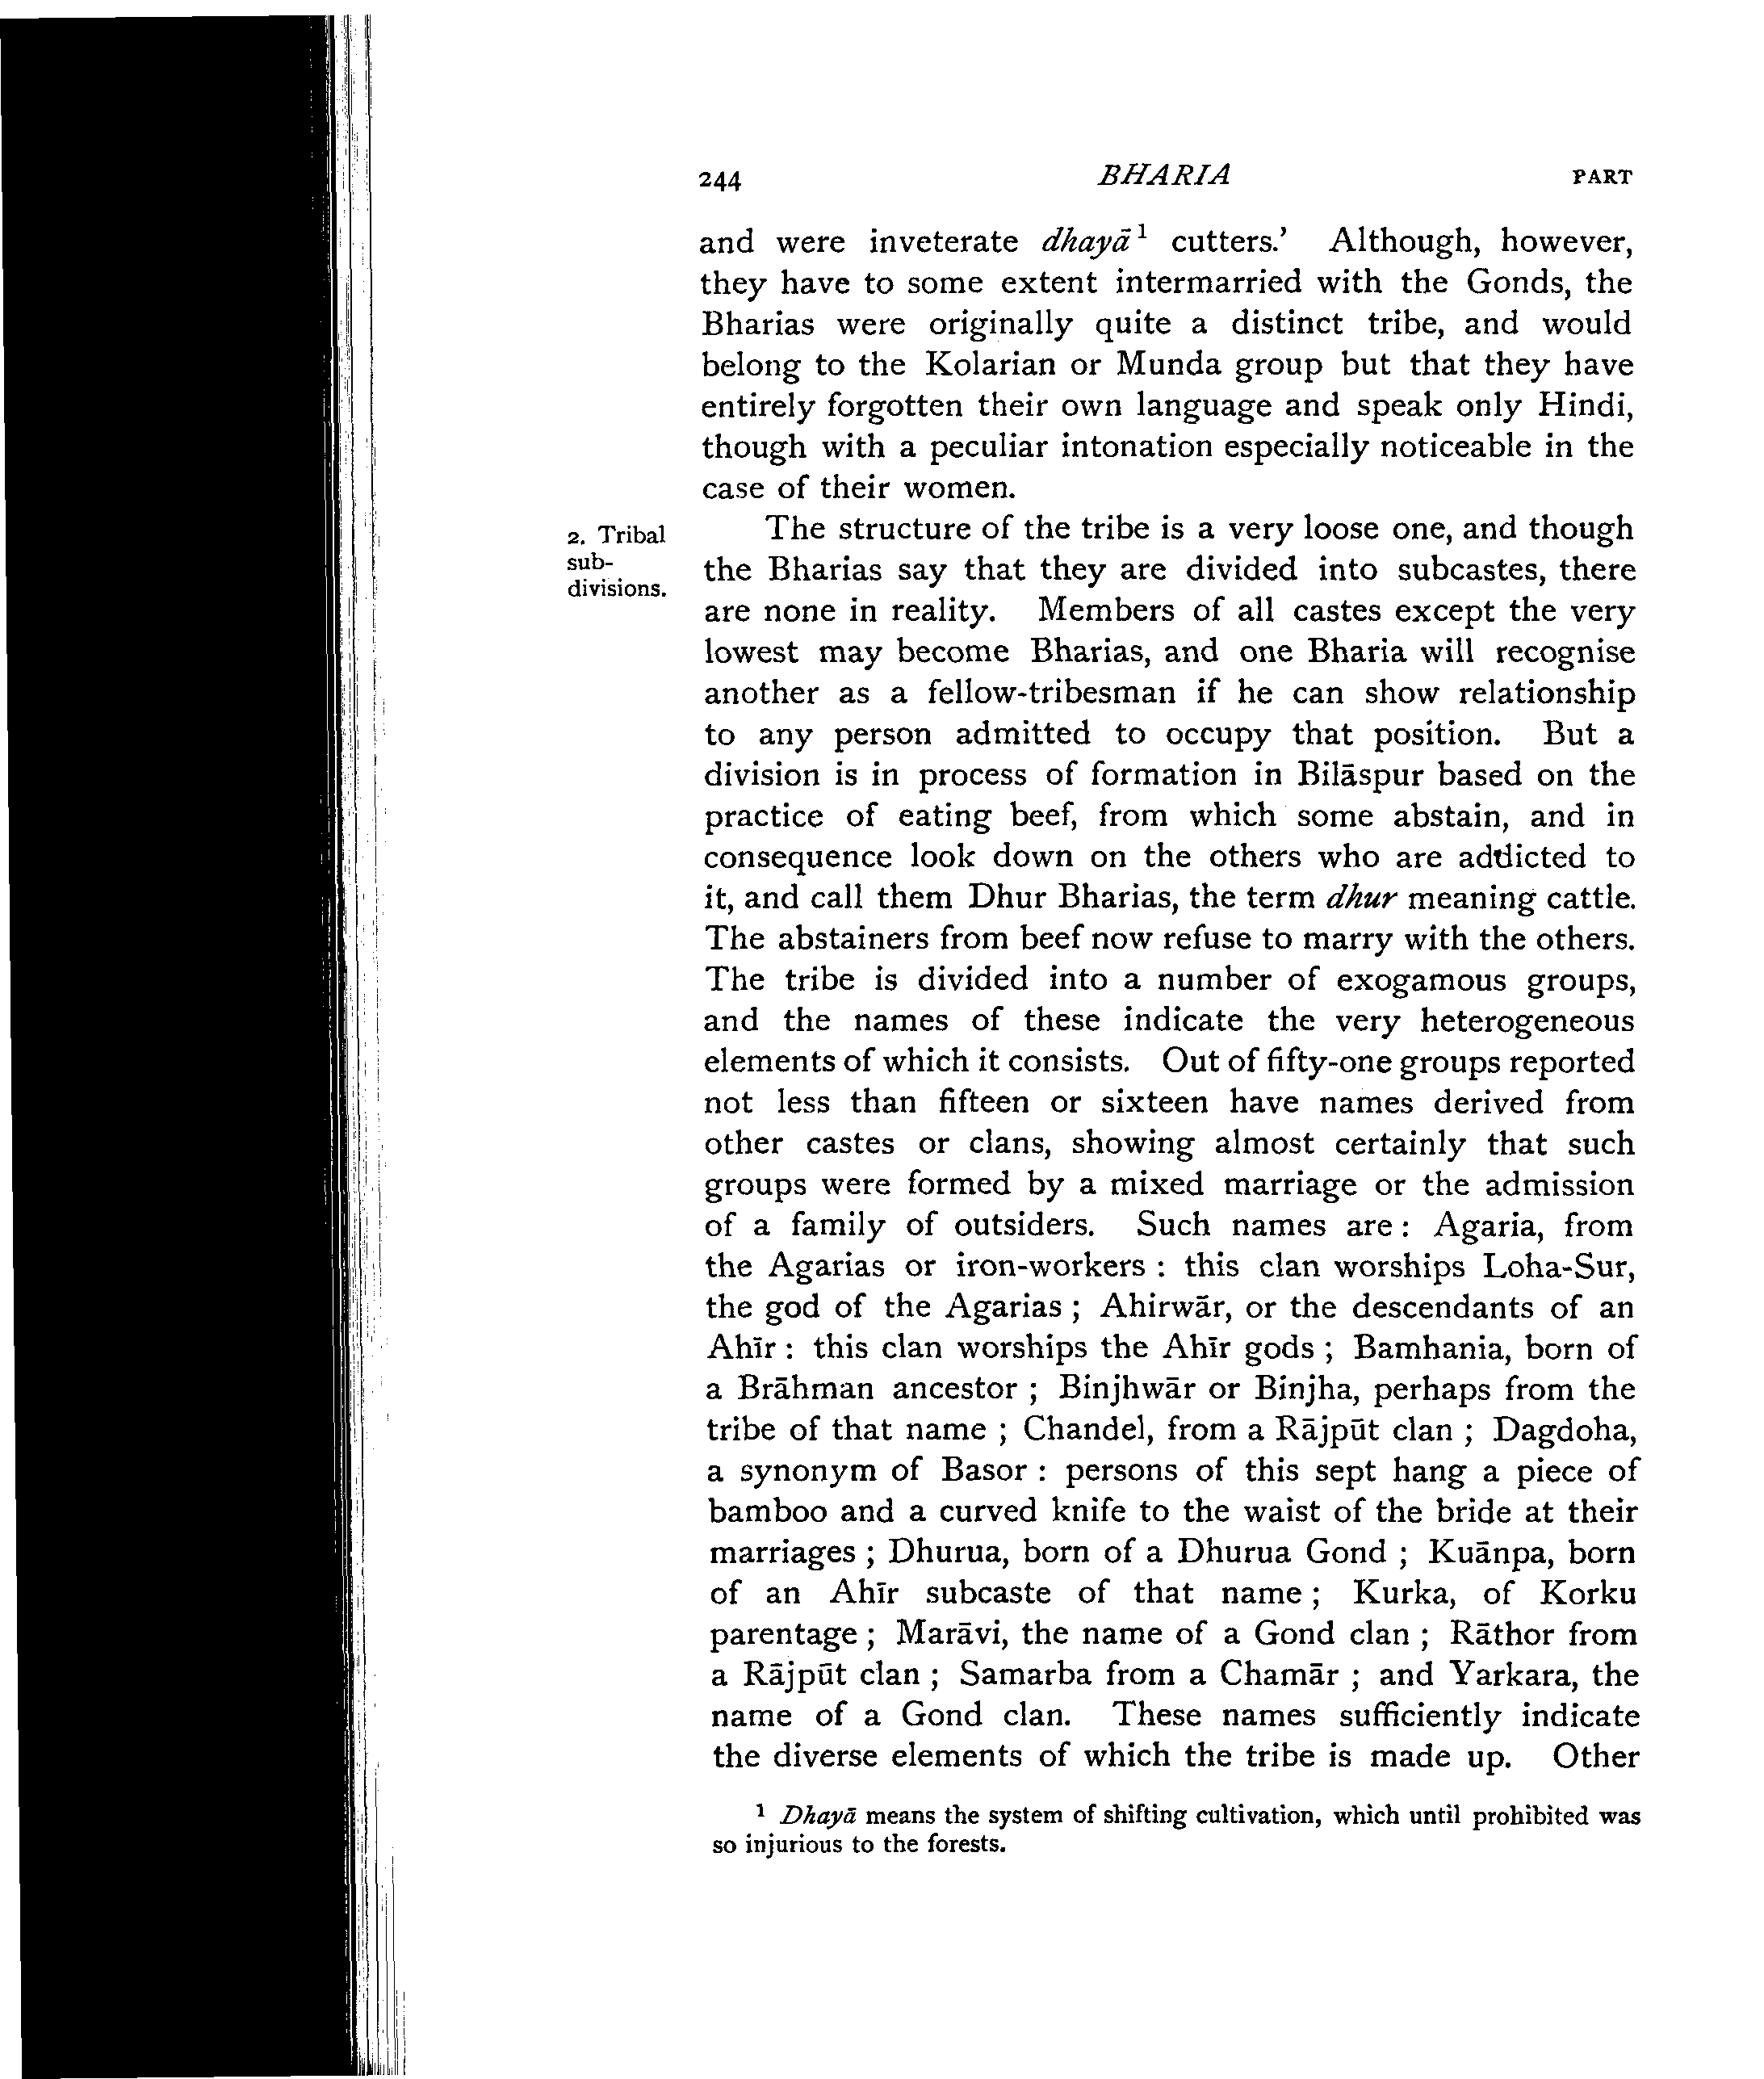 244 BHARIA PART
and were inveterate dhayā¹ cutters.’ Although, however,
they have to some extent intermarried with the Gonds, the
Bharias were originally quite a distinct tribe, and would
belong to the Kolarian or Munda group but that they have
entirely forgotten their own language and speak only Hindi,
though with a peculiar intonation especially noticeable in the
case of their women.
2. Tribal
sub-
divisions.
The structure of the tribe is a very loose one, and though
the Bharias say that they are divided into subcastes, there
are none in reality. Members of all castes except the very
lowest may become Bharias, and one Bharia will recognise
another as a fellow-tribesman if he can show relationship
to any person admitted to occupy that position. But a
division is in process of formation in Bilāspur based on the
practice of eating beef, from which some abstain, and in
consequence look down on the others who are addicted to
it, and call them Dhur Bharias, the term dhur meaning cattle.
The abstainers from beef now refuse to marry with the others.
The tribe is divided into a number of exogamous groups,
and the names of these indicate the very heterogeneous
elements of which it consists. Out of fifty-one groups reported
not less than fifteen or sixteen have names derived from
other castes or clans, showing almost certainly that such
groups were formed by a mixed marriage or the admission
of a family of outsiders. Such names are : Agaria, from
the Agarias or iron-workers : this clan worships Loha-Sur,
the god of the Agarias ; Ahirwār, or the descendants of an
Ahīr : this clan worships the Ahīr gods ; Bamhania, born of
a Brāhman ancestor ; Binjhwār or Binjha, perhaps from the
tribe of that name ; Chandel, from a Rājpūt clan ; Dagdoha,
a synonym of Basor : persons of this sept hang a piece of
bamboo and a curved knife to the waist of the bride at their
marriages ; Dhurua, born of a Dhurua Gond ; Kuānpa, born
of an Ahīr subcaste of that name ; Kurka, of Korku
parentage ; Marāvi, the name of a Gond clan ; Rāthor from
a Rājpūt clan ; Samarba from a Chamār ; and Yarkara, the
name of a Gond clan. These names sufficiently indicate
the diverse elements of which the tribe is made up. Other
¹ Dhayā means the system of shifting cultivation, which until prohibited was
so injurious to the forests.